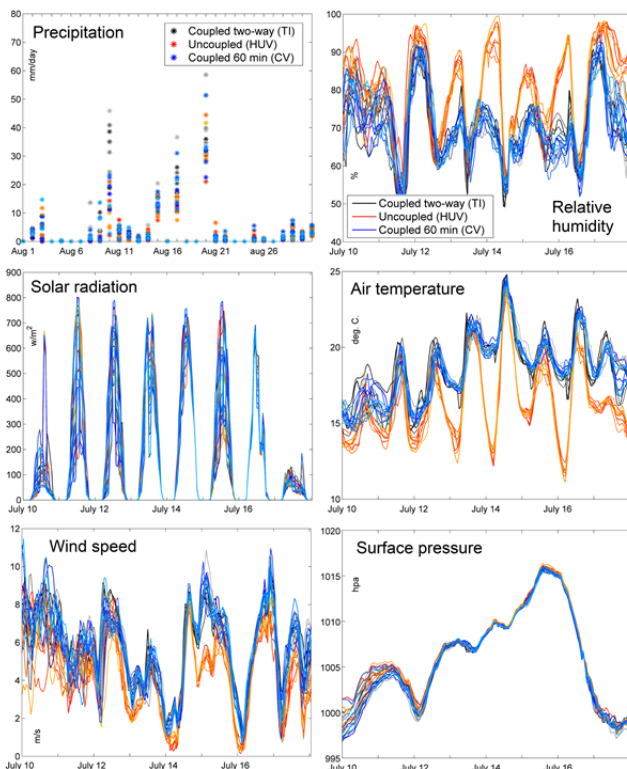 Precipitation
mm/day
Coupled two-way (TI)
Uncoupled (HUV)
Coupled 60 min (CV)
80
70
60
50
40
30
20
10
0
Aug 1 Aug 6 Aug 11 Aug 16 Aug 21 aug 26
100
90
80
70
60
50
40
%
Coupled two-way (TI)
Uncoupled (HUV)
Coupled 60 min (CV)
Relative
humidity
July 10 July 12 July 14 July 16
Solar radiation
w/m²
900
800
700
600
500
400
300
200
100
0
July 10 July 12 July 14 July 16
Air temperature
deg. C.
25
20
15
10
July 10 July 12 July 14 July 16
Wind speed
12
10
8
6
4
2
0
m/s
July 10 July 12 July 14 July 16
Surface pressure
hpa
1020
1015
1010
1005
1000
995
July 10 July 12 July 14 July 16